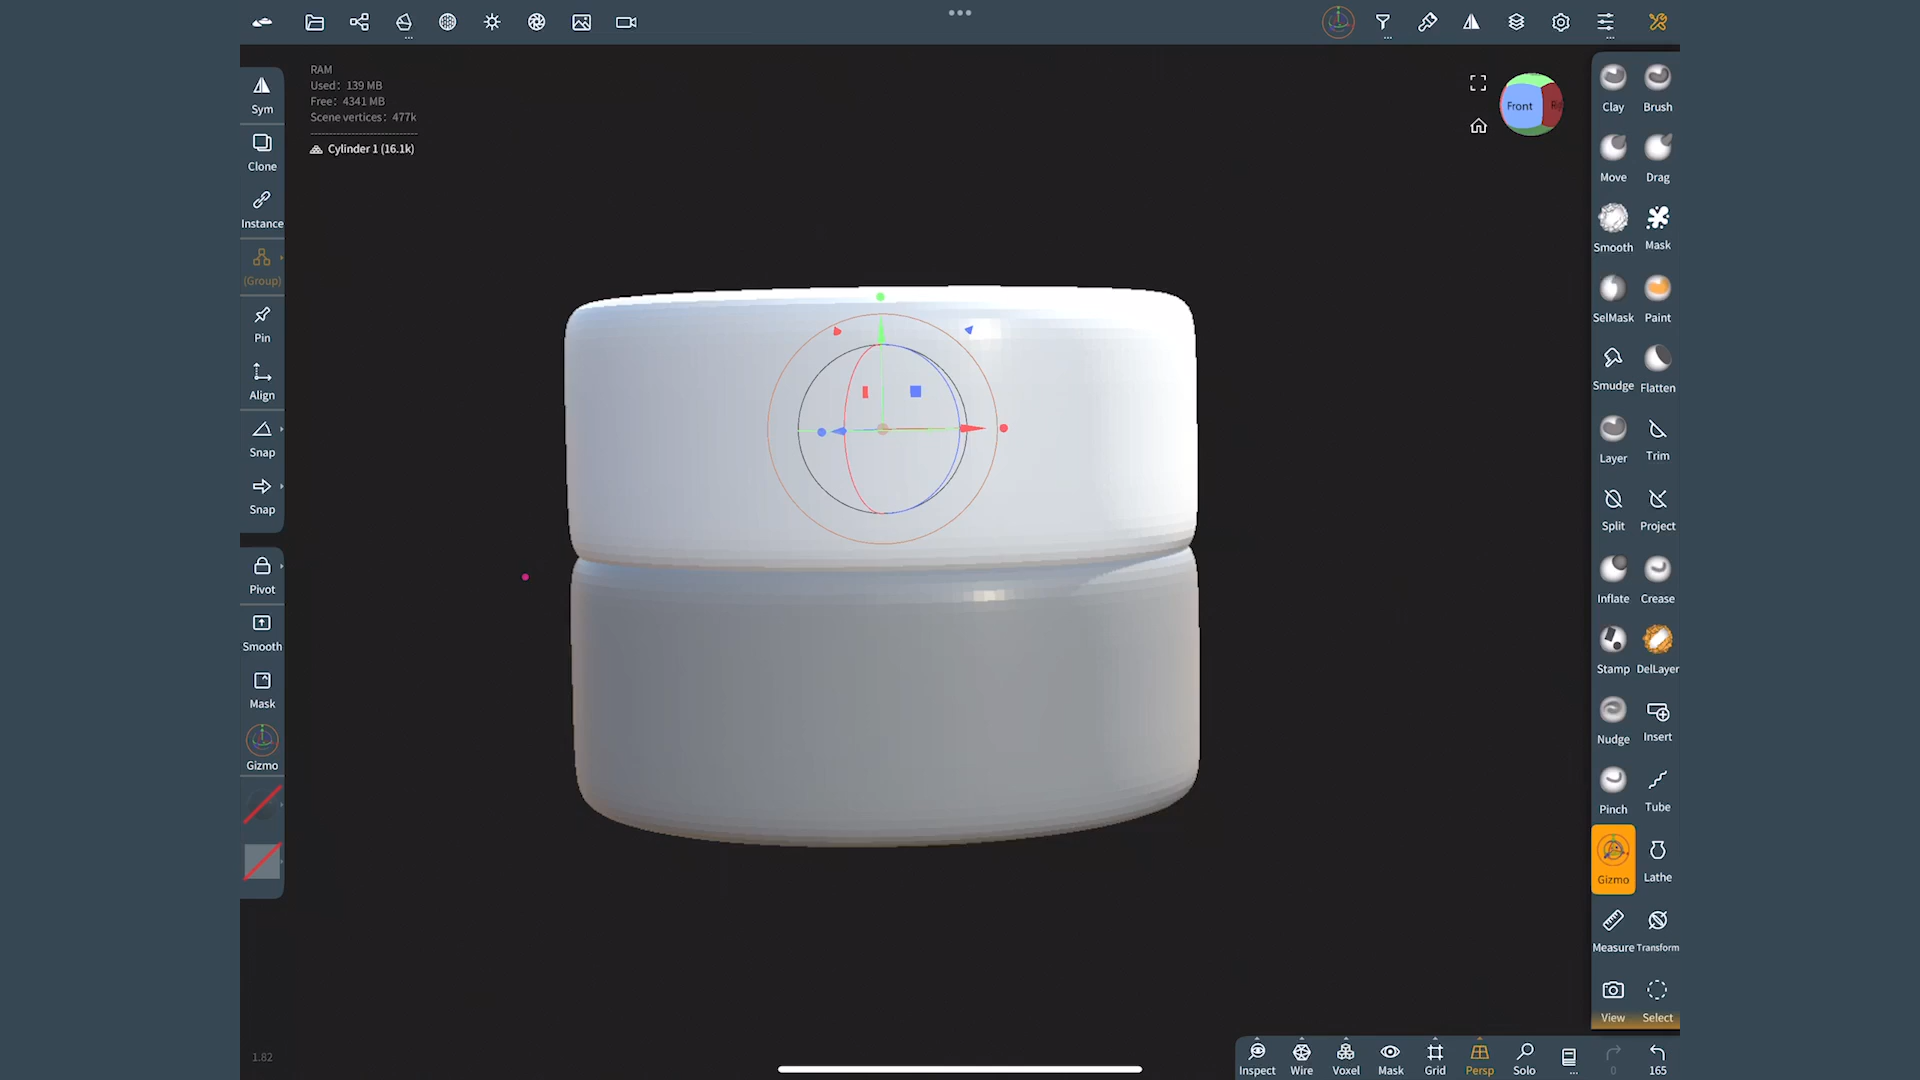 RAM
Used: 139 MB
Free: 4341 MB
Scene vertices: 477k
Cylinder 1 (16.1k)
Front
Sym
Clone
Instance
(Group)
Pin
Align
Snap
Snap
Pivot
Smooth
Mask
Gizmo
1.82
Clay
Brush
Move
Drag
Smooth
Mask
SelMask
Paint
Smudge
Flatten
Layer
Trim
Split
Project
Inflate
Crease
Stamp
DelLayer
Nudge
Insert
Pinch
Tube
Gizmo
Lathe
Measure
Transform
View
Select
Inspect
Wire
Voxel
Mask
Grid
Persp
Solo
0
165